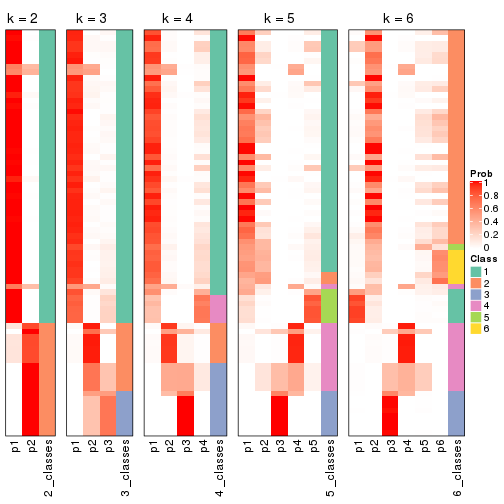 k = 2
k = 3
k = 4
k = 5
k = 6
Prob
1
0.8
0.6
0.4
0.2
0
Class
1
2
3
4
5
6
p1
p2
2_classes
p1
p2
p3
3_classes
p1
p2
p3
p4
4_classes
p1
p2
p3
p4
p5
5_classes
p1
p2
p3
p4
p5
p6
6_classes